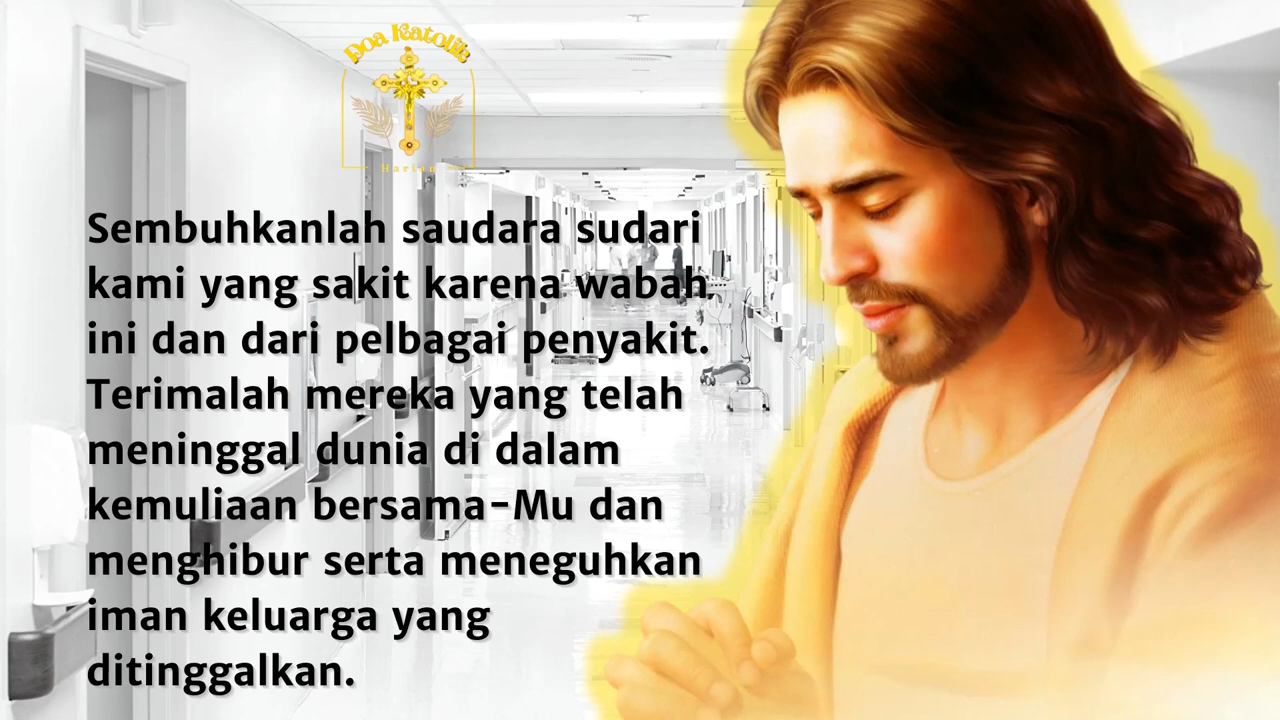 Doa Katolik
Harian
Sembuhkanlah saudara sudari
kami yang sakit karena wabah
ini dan dari pelbagai penyakit.
Terimalah mereka yang telah
meninggal dunia di dalam
kemuliaan bersama-Mu dan
menghibur serta meneguhkan
iman keluarga yang
ditinggalkan.